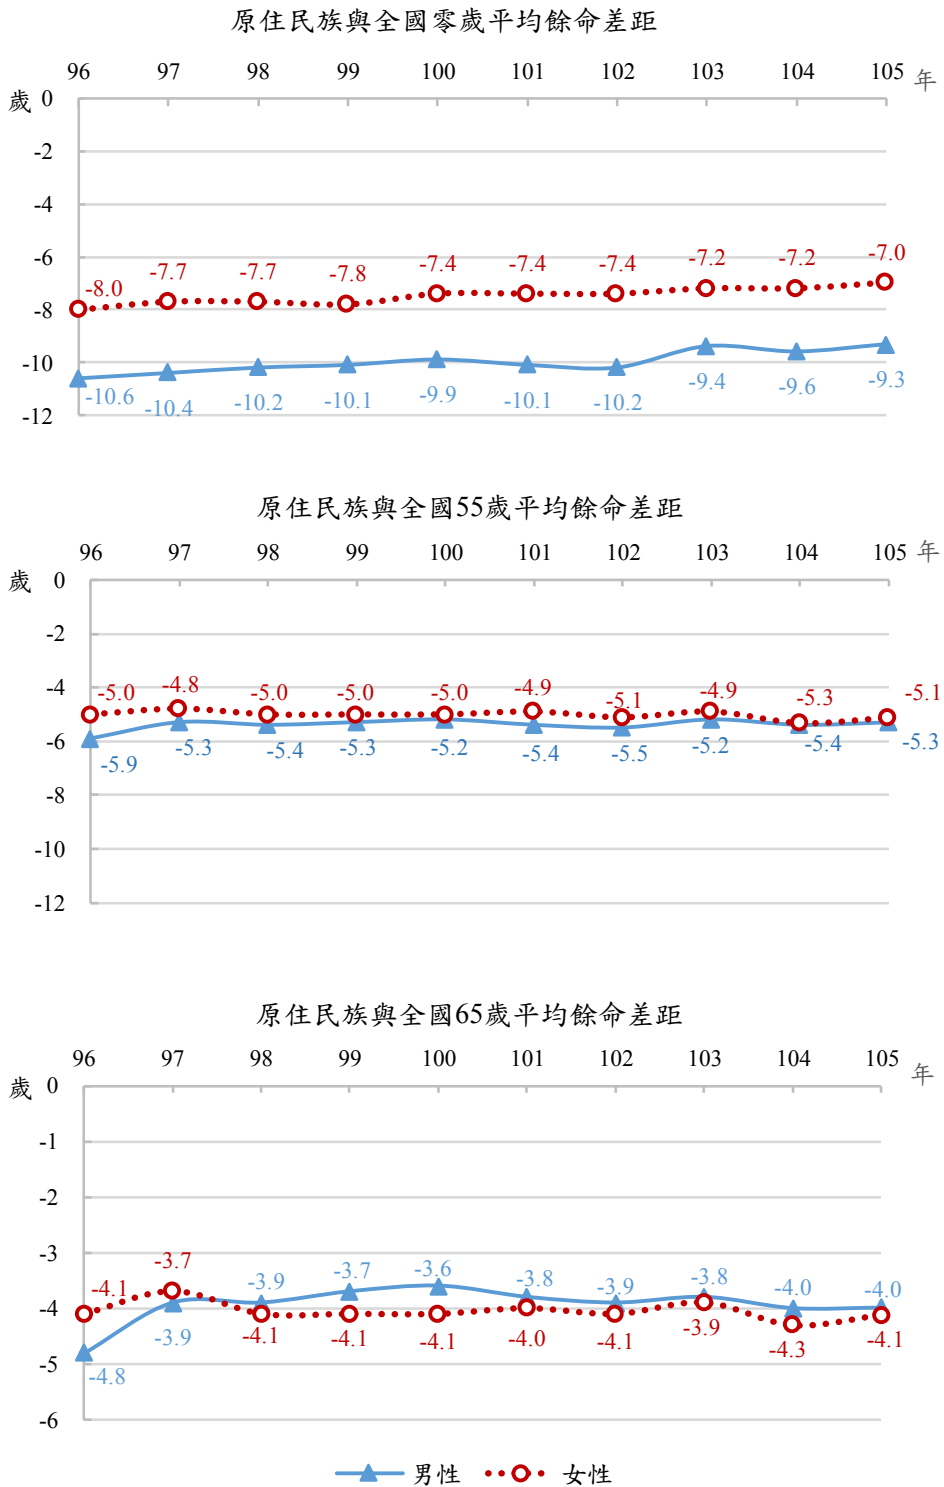 原住民族與全國零歲平均餘命差距
96 97 98 99 100 101 102 103 104 105 年
歲 0
-2
-4
-6
-7.7 -7.7 -7.8 -7.4 -7.4 -7.4 -7.2 -7.2 -7.0
-8.0
-8
-10
-10.6 -10.4 -10.2 -10.1 -9.9 -10.1 -10.2 -9.4 -9.6 -9.3
-12
原住民族與全國55歲平均餘命差距
96 97 98 99 100 101 102 103 104 105 年
歲 0
-2
-4
-5.0 -4.8 -5.0 -5.0 -5.0 -4.9 -5.1 -4.9 -5.3 -5.1
-6
-5.9 -5.3 -5.4 -5.3 -5.2 -5.4 -5.5 -5.2 -5.4 -5.3
-8
-10
-12
原住民族與全國65歲平均餘命差距
96 97 98 99 100 101 102 103 104 105 年
歲 0
-1
-2
-3
-4.1 -3.7 -3.9 -3.7 -3.6 -3.8 -3.9 -3.8 -4.0 -4.0
-4
-4.8 -3.9 -4.1 -4.1 -4.1 -4.0 -4.1 -3.9 -4.3 -4.1
-5
-6
男性 女性